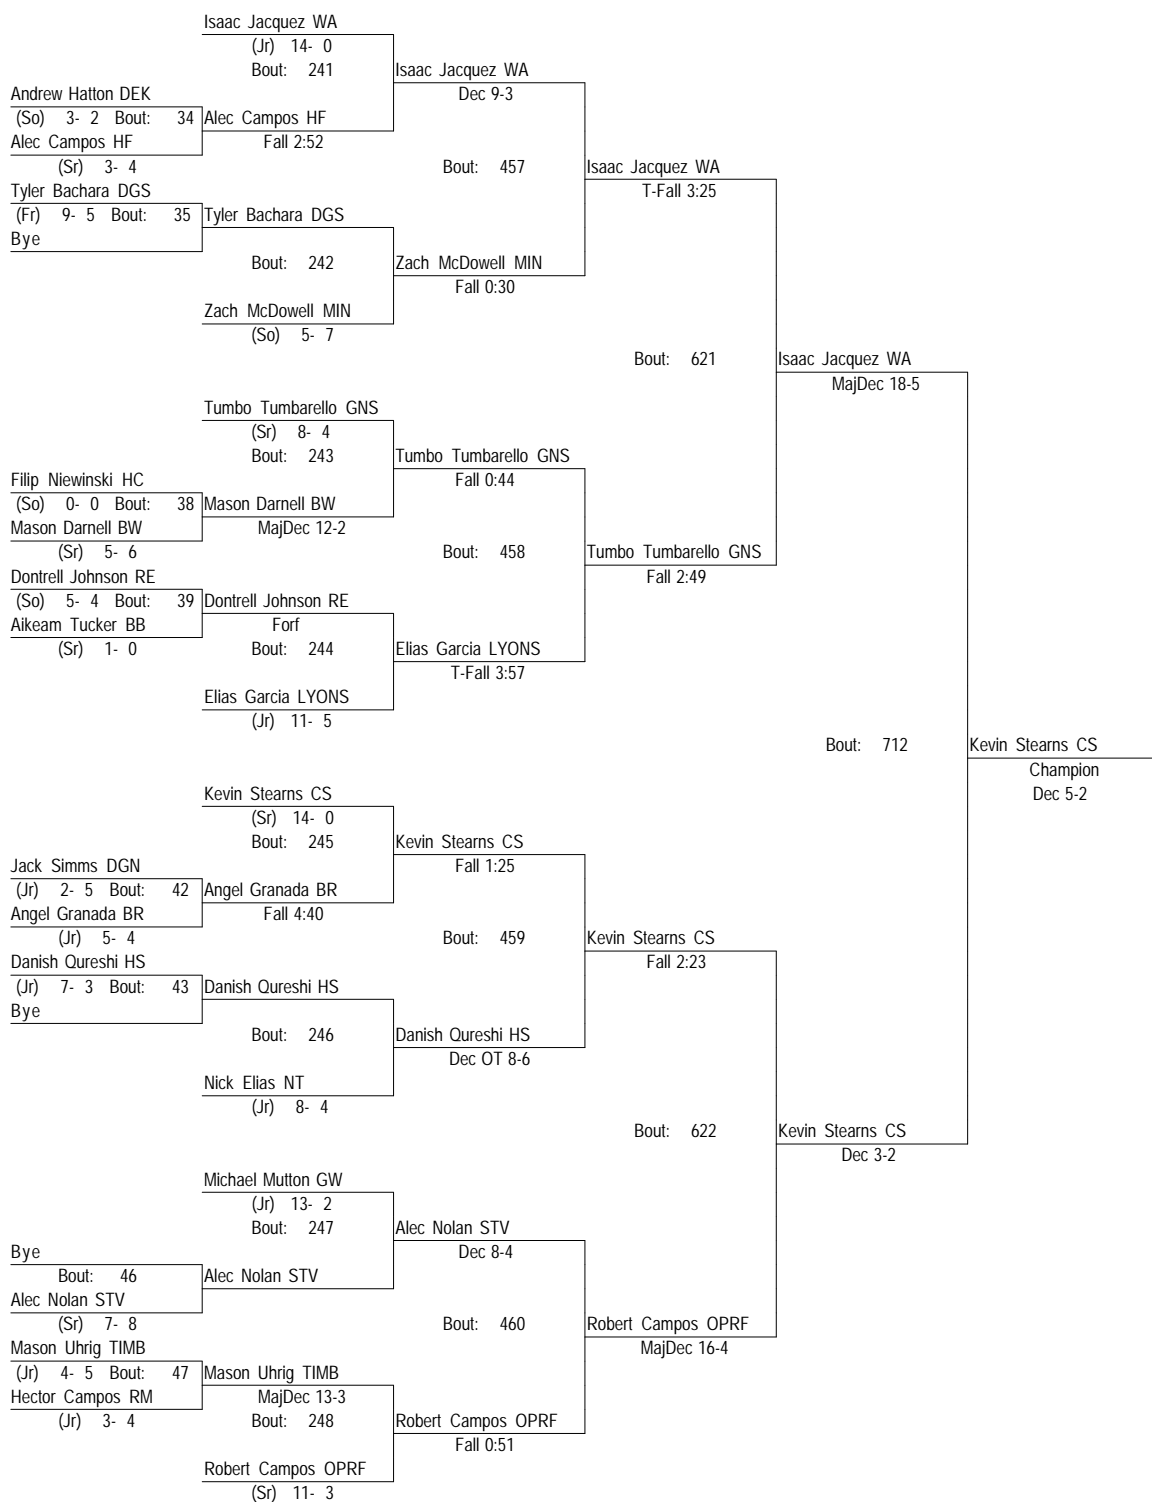 Isaac Jacquez WA
(Jr) 14- 0
Bout: 241
Isaac Jacquez WA
Dec 9-3
Andrew Hatton DEK
(So) 3- 2 Bout: 34
Alec Campos HF
Fall 2:52
Alec Campos HF
(Sr) 3- 4
Bout: 457
Isaac Jacquez WA
T-Fall 3:25
Tyler Bachara DGS
(Fr) 9- 5 Bout: 35
Tyler Bachara DGS
Bye
Bout: 242
Zach McDowell MIN
Fall 0:30
Zach McDowell MIN
(So) 5- 7
Bout: 621
Isaac Jacquez WA
MajDec 18-5
Tumbo Tumbarello GNS
(Sr) 8- 4
Bout: 243
Tumbo Tumbarello GNS
Fall 0:44
Filip Niewinski HC
(So) 0- 0 Bout: 38
Mason Darnell BW
MajDec 12-2
Mason Darnell BW
(Sr) 5- 6
Bout: 458
Tumbo Tumbarello GNS
Fall 2:49
Dontrell Johnson RE
(So) 5- 4 Bout: 39
Dontrell Johnson RE
Forf
Aikeam Tucker BB
(Sr) 1- 0
Bout: 244
Elias Garcia LYONS
T-Fall 3:57
Elias Garcia LYONS
(Jr) 11- 5
Bout: 712
Kevin Stearns CS
Champion
Dec 5-2
Kevin Stearns CS
(Sr) 14- 0
Bout: 245
Kevin Stearns CS
Fall 1:25
Jack Simms DGN
(Jr) 2- 5 Bout: 42
Angel Granada BR
Fall 4:40
Angel Granada BR
(Jr) 5- 4
Bout: 459
Kevin Stearns CS
Fall 2:23
Danish Qureshi HS
(Jr) 7- 3 Bout: 43
Danish Qureshi HS
Bye
Bout: 246
Danish Qureshi HS
Dec OT 8-6
Nick Elias NT
(Jr) 8- 4
Bout: 622
Kevin Stearns CS
Dec 3-2
Michael Mutton GW
(Jr) 13- 2
Bout: 247
Alec Nolan STV
Dec 8-4
Bye
Bout: 46
Alec Nolan STV
Alec Nolan STV
(Sr) 7- 8
Bout: 460
Robert Campos OPRF
MajDec 16-4
Mason Uhrig TIMB
(Jr) 4- 5 Bout: 47
Mason Uhrig TIMB
MajDec 13-3
Hector Campos RM
(Jr) 3- 4
Bout: 248
Robert Campos OPRF
Fall 0:51
Robert Campos OPRF
(Sr) 11- 3